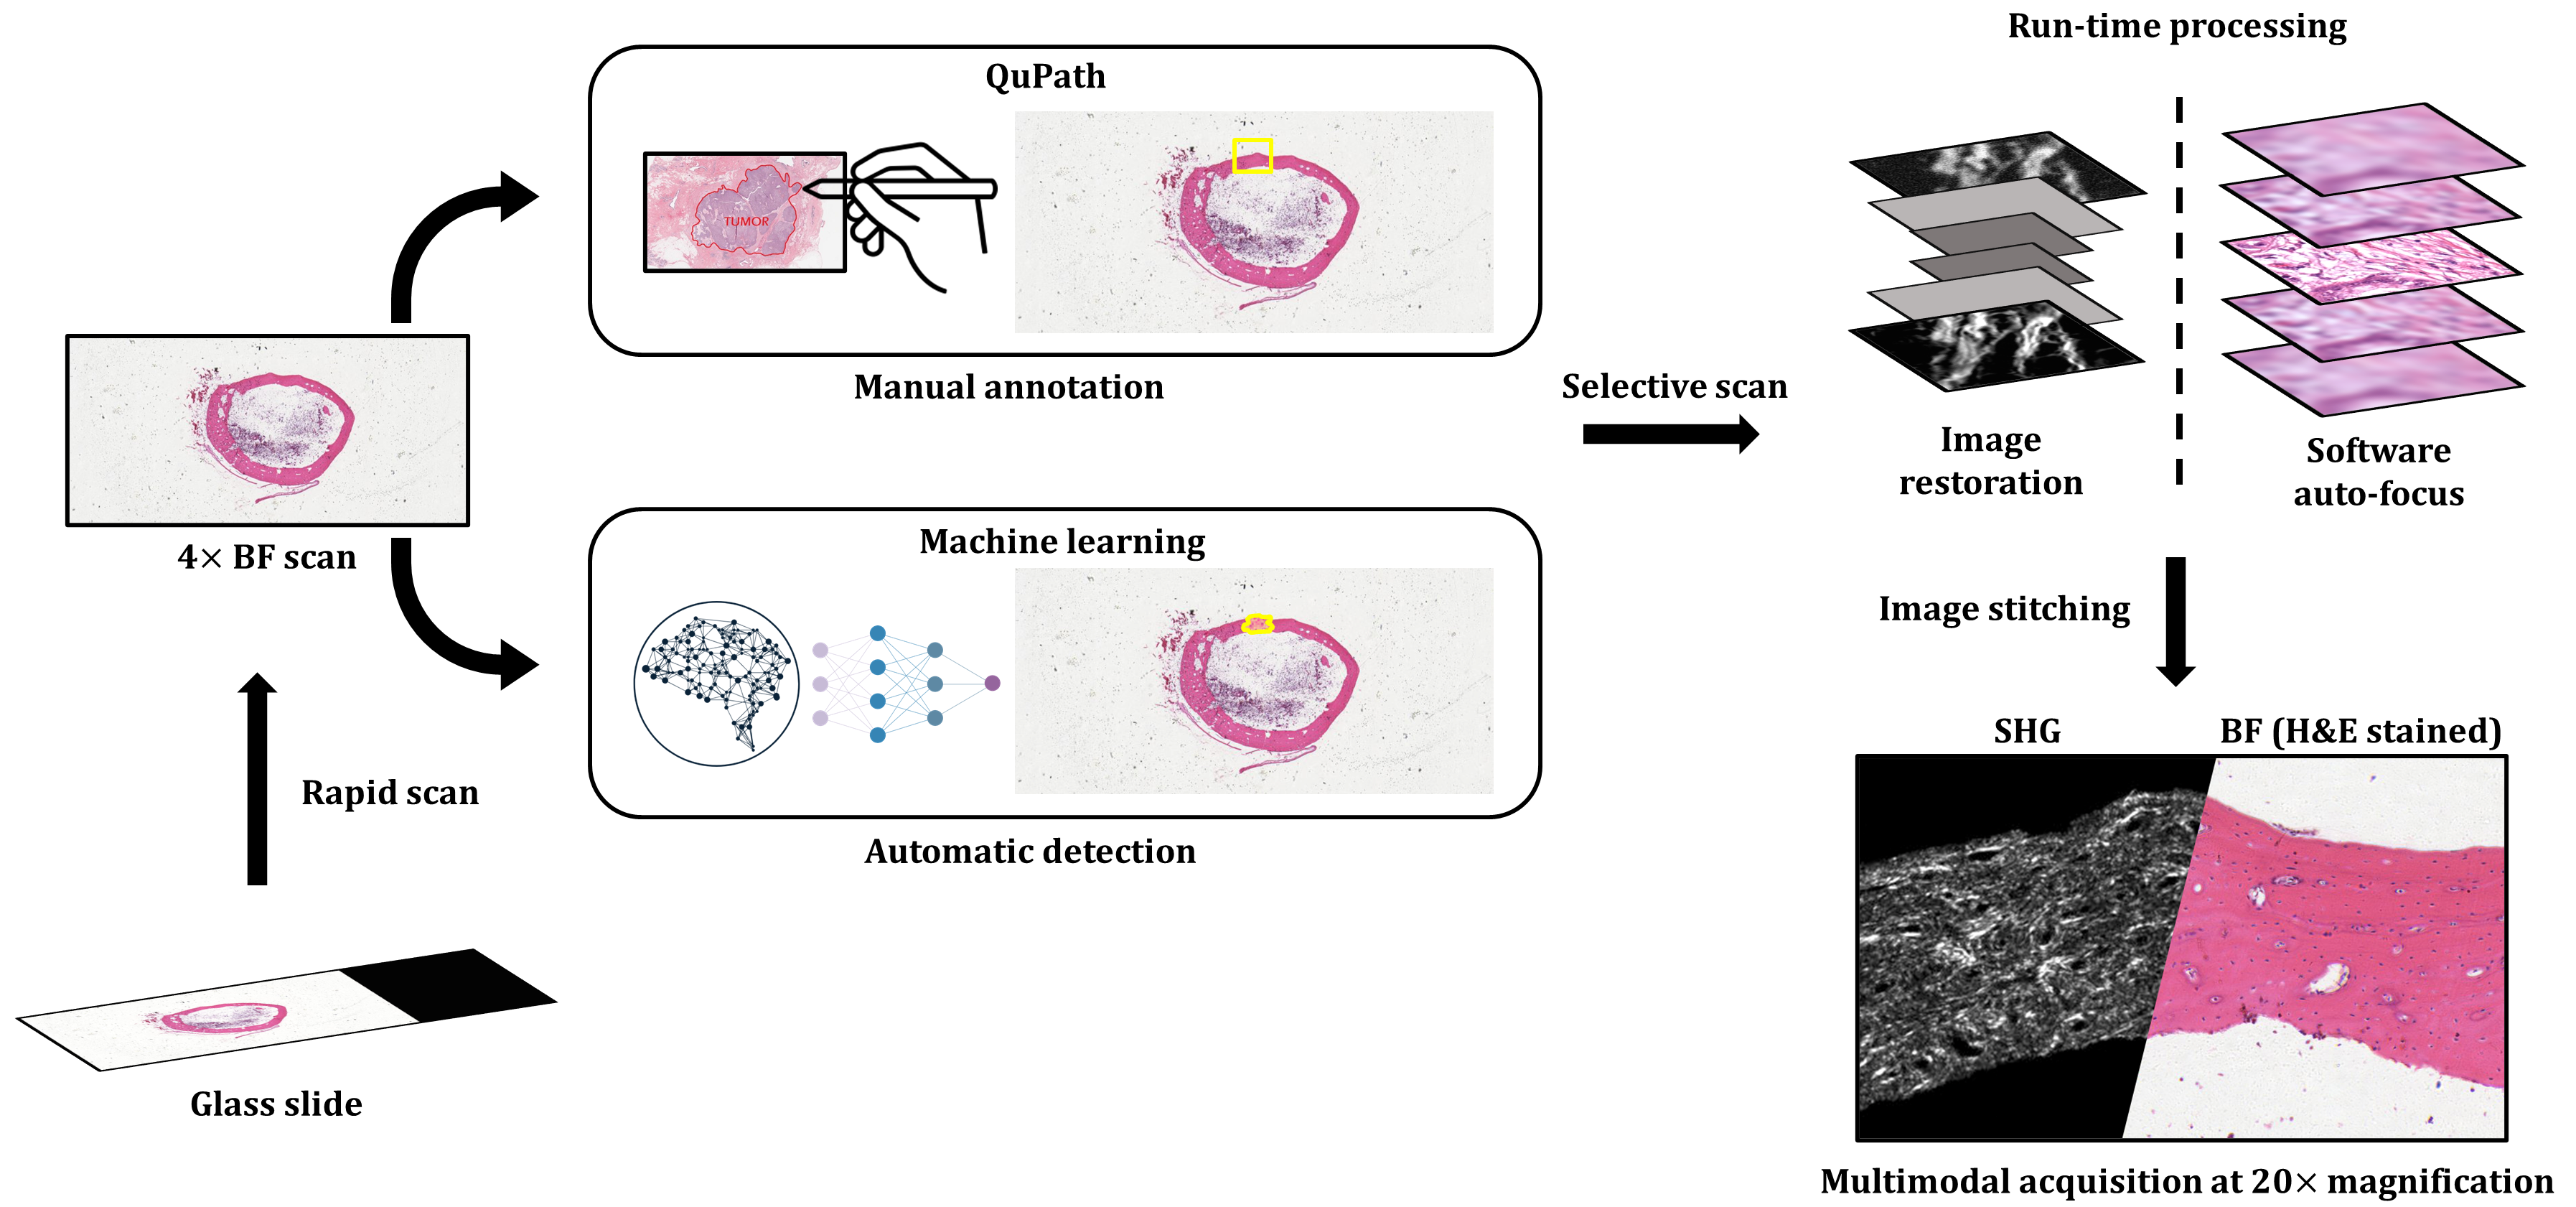 Run-time processing
QuPath
TUMOR
Manual annotation
Selective scan
Image
restoration
Software
auto-focus
4× BF scan
Machine learning
Image stitching
SHG
BF (H&E stained)
Rapid scan
Automatic detection
Glass slide
Multimodal acquisition at 20× magnification